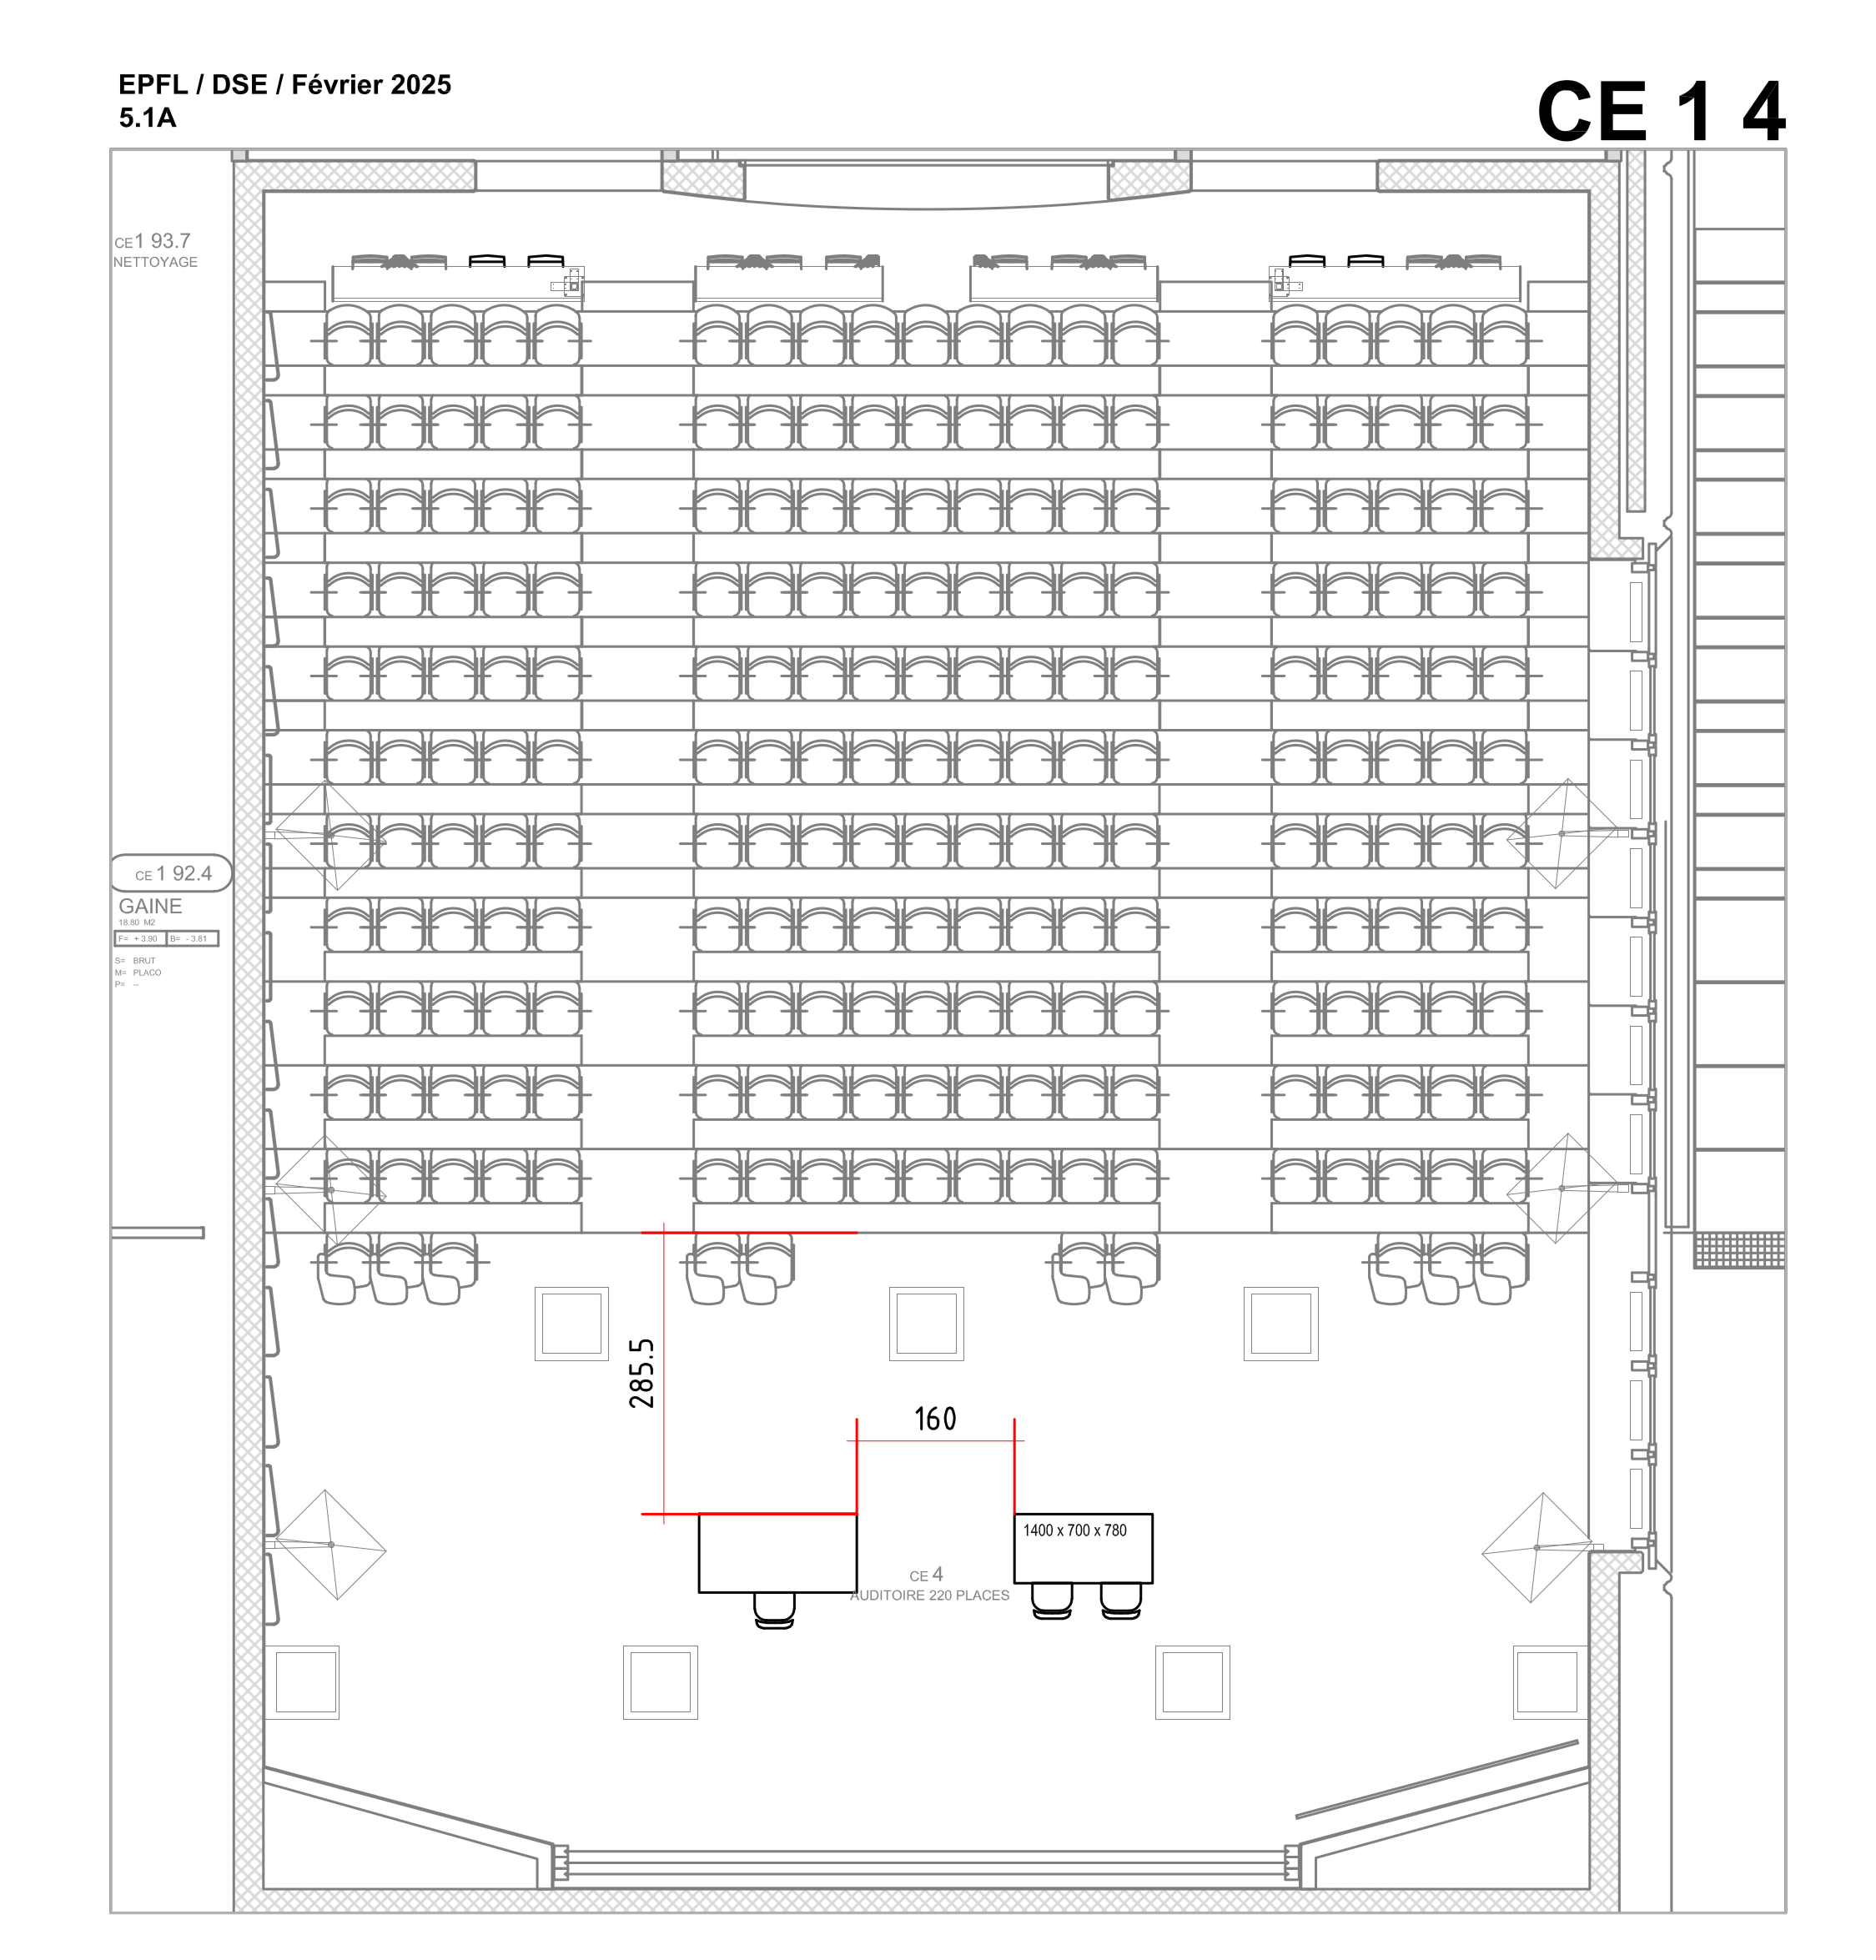 EPFL / DSE / Février 2025
5.1A
CE 1 4
CE1 93.7
NETTOYAGE
CE 1 92.4
GAINE
18.80 M2
F= + 3.90 B= - 3.81
S= BRUT
M= PLACO
P= --
285.5
160
1400 x 700 x 780
CE 4
AUDITOIRE 220 PLACES